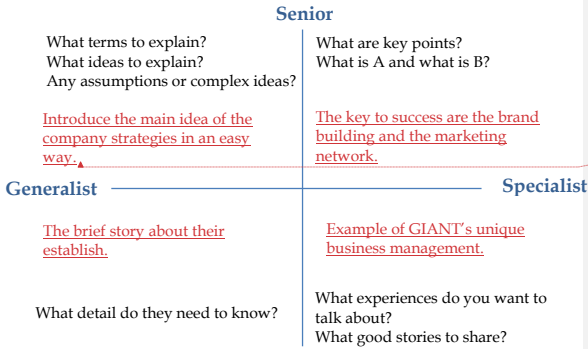 Senior
What terms to explain?
What ideas to explain?
Any assumptions or complex ideas?
Introduce the main idea of the
company strategies in an easy
way.
What are key points?
What is A and what is B?
The key to success are the brand
building and the marketing
network.
Generalist
Specialist
The brief story about their
establish.
What detail do they need to know?
Example of GIANT's unique
business management.
What experiences do you want to
talk about?
What good stories to share?